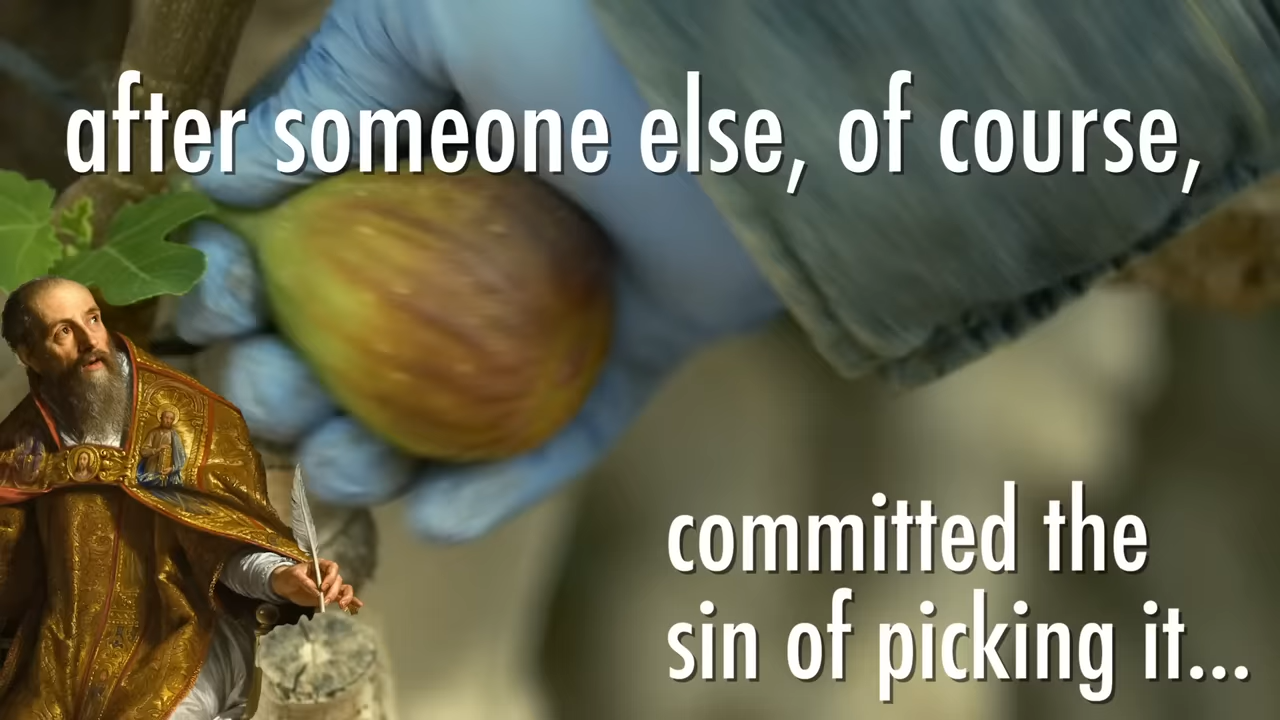 after someone else, of course,
committed the
sin of picking it...